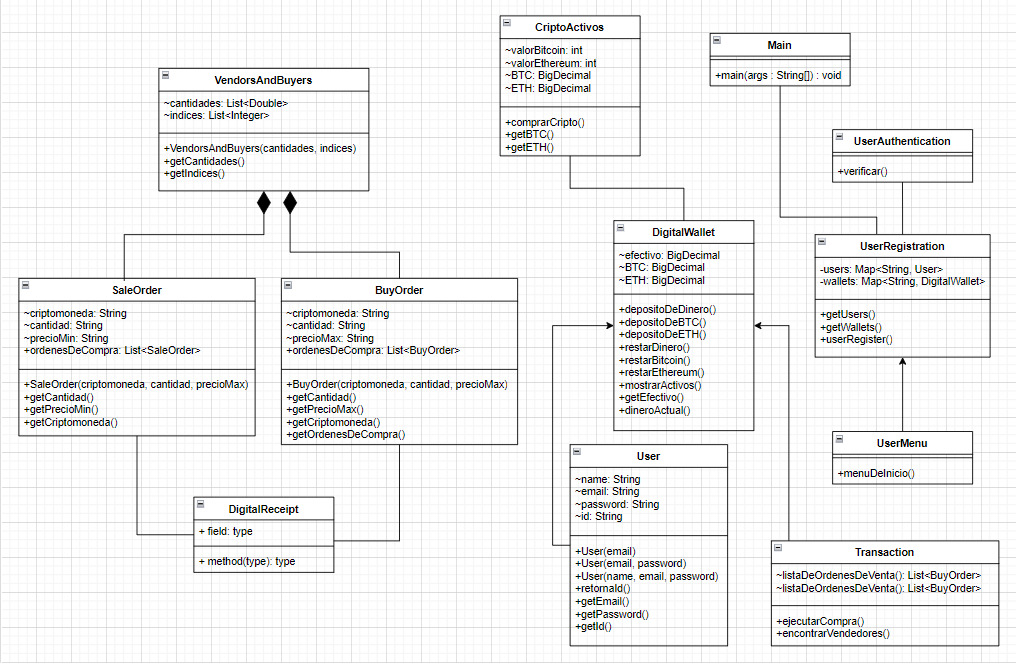 CriptoActivos
~valorBitcoin: int
~valorEthereum: int
~BTC: BigDecimal
~ETH: BigDecimal
+comprarCripto()
+getBTC()
+getETH()
Main
+main(args : String[]) : void
VendorsAndBuyers
~cantidades: List<Double>
~indices: List<Integer>
+VendorsAndBuyers(cantidades, indices)
+getCantidades()
+getIndices()
UserAuthentication
+verificar()
DigitalWallet
~efectivo: BigDecimal
~BTC: BigDecimal
~ETH: BigDecimal
+depositoDeDinero()
+depositoDeBTC()
+depositoDeETH()
+restarDinero()
+restarBitcoin()
+restarEthereum()
+mostrarActivos()
+getEfectivo()
+dineroActual()
UserRegistration
-users: Map<String, User>
-wallets: Map<String, DigitalWallet>
+getUsers()
+getWallets()
+userRegister()
SaleOrder
~criptomoneda: String
~cantidad: String
~precioMin: String
+ordenesDeCompra: List<SaleOrder>
+SaleOrder(criptomoneda, cantidad, precioMax)
+getCantidad()
+getPrecioMin()
+getCriptomoneda()
BuyOrder
~criptomoneda: String
~cantidad: String
~precioMax: String
+ordenesDeCompra: List<BuyOrder>
+BuyOrder(criptomoneda, cantidad, precioMax)
+getCantidad()
+getPrecioMax()
+getCriptomoneda()
+getOrdenesDeCompra()
UserMenu
+menuDeInicio()
User
~name: String
~email: String
~password: String
~id: String
+User(email)
+User(email, password)
+User(name, email, password)
+retornaId()
+getEmail()
+getPassword()
+getId()
DigitalReceipt
+ field: type
+ method(type): type
Transaction
~listaDeOrdenesDeVenta(): List<BuyOrder>
~listaDeOrdenesDeVenta(): List<BuyOrder>
+ejecutarCompra()
+encontrarVendedores()